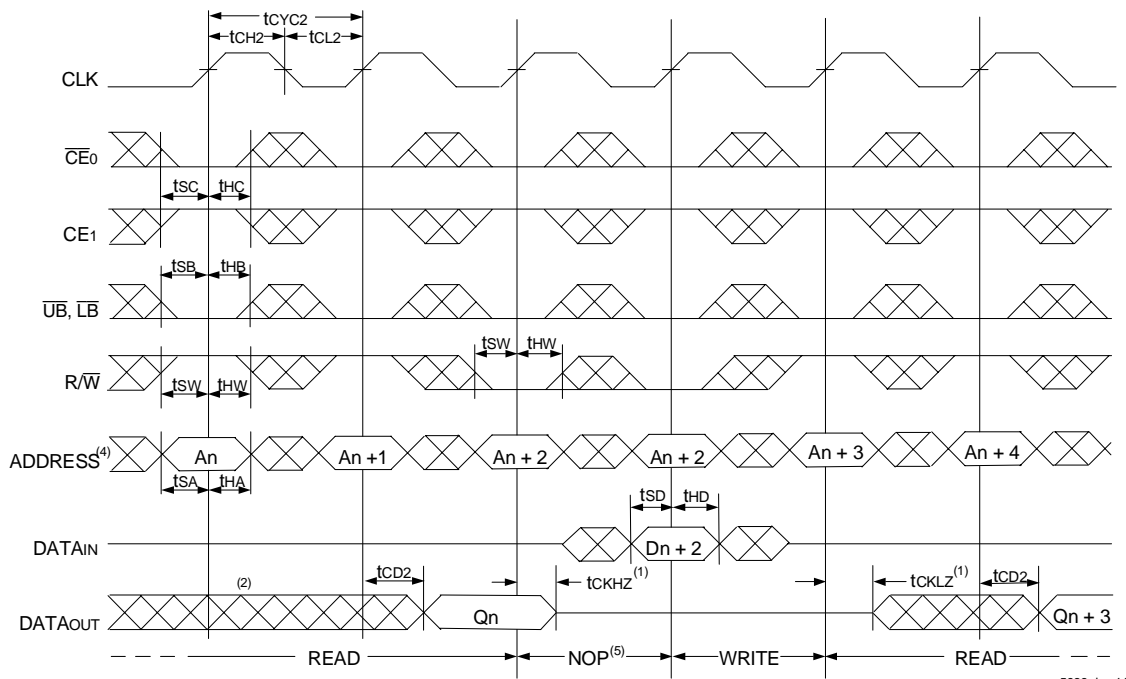 tCYC2
tCH2 tCL2
CLK
CE0
tSC tHC
CE1
tSB tHB
UB, LB
tSW tHW
R/W
tSW tHW
ADDRESS(4) An An +1 An + 2 An + 2 An + 3 An + 4
tSA tHA tSD tHD
DATAIN Dn + 2
(2) tCD2 tCKHZ(1) tCKLZ(1) tCD2
DATAOUT Qn Qn + 3
READ NOP(5) WRITE READ